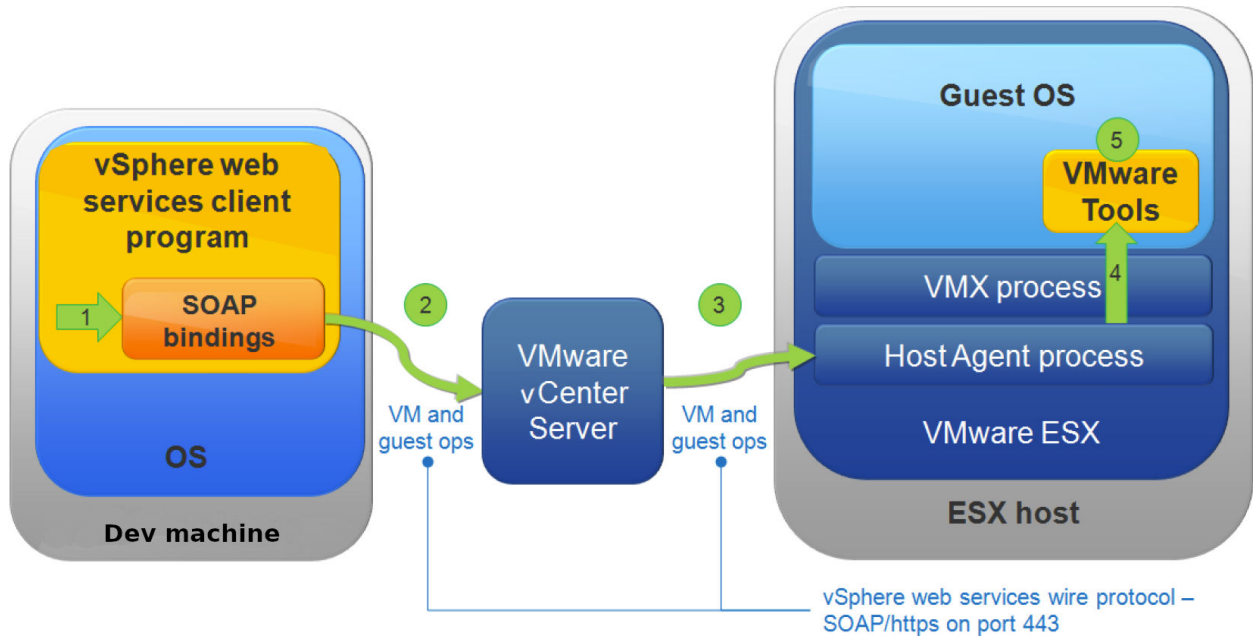 vSphere web
services client
program
1
SOAP
bindings
OS
Dev machine
2
VM and
guest ops
VMware
vCenter
Server
3
VM and
guest ops
Guest OS
5
VMware
Tools
4
VMX process
Host Agent process
VMware ESX
ESX host
vSphere web services wire protocol –
SOAP/https on port 443